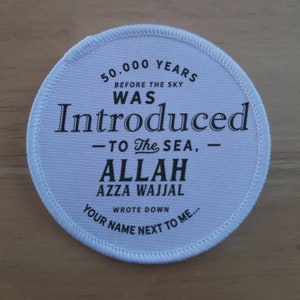 50.000 YEARS
BEFORE THE SKY
WAS
Introduced
TO The SEA,
ALLAH
AZZA WAJJAL
WROTE DOWN
YOUR NAME NEXT TO ME...